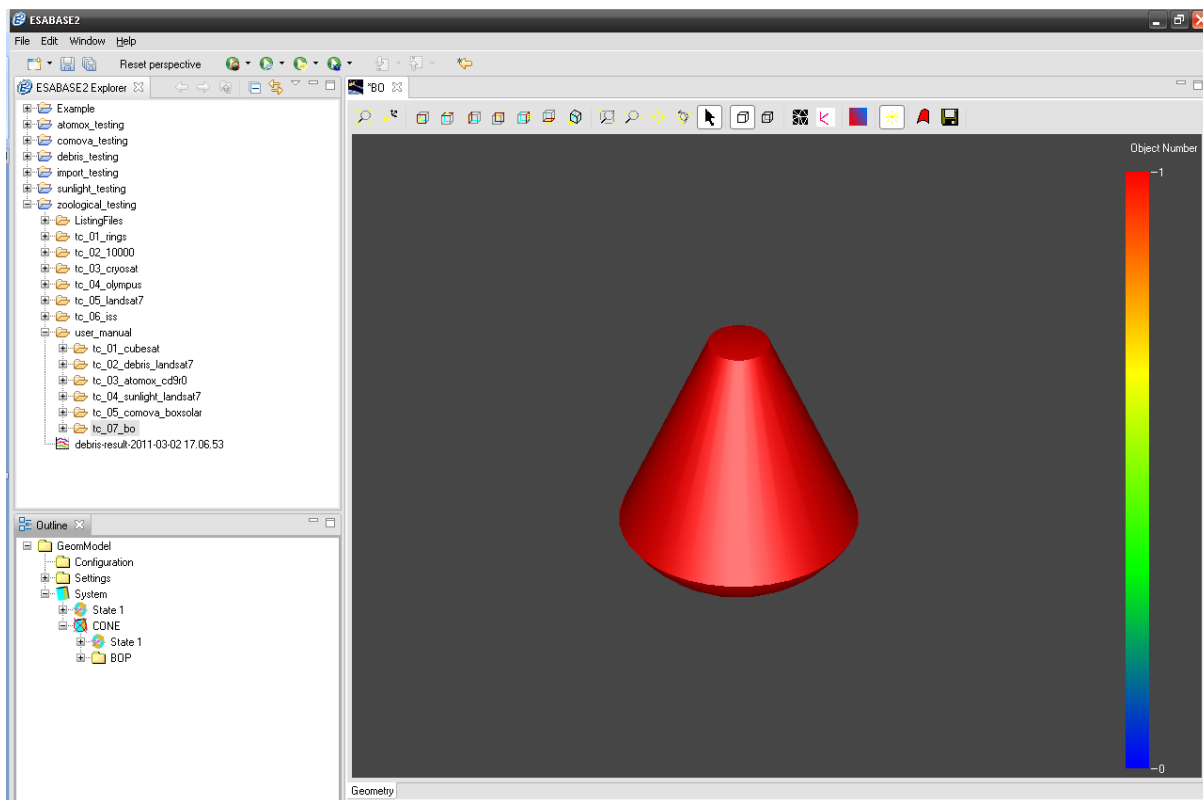 ESABASE2
File Edit Window Help
Reset perspective
ESABASE2 Explorer
Example
atomox_testing
comova_testing
debris_testing
import_testing
sunlight_testing
zoological_testing
ListingFiles
tc_01_rings
tc_02_10000
tc_03_cryosat
tc_04_olympus
tc_05_landsat7
tc_06_iss
user_manual
tc_01_cubesat
tc_02_debris_landsat7
tc_03_atomox_cd9r0
tc_04_sunlight_landsat7
tc_05_comova_boxsolar
tc_07_bo
debris-result-2011-03-02 17.06.53
Outline
GeomModel
Configuration
Settings
System
State 1
CONE
State 1
BOP
*BO
Object Number
1
0
Geometry